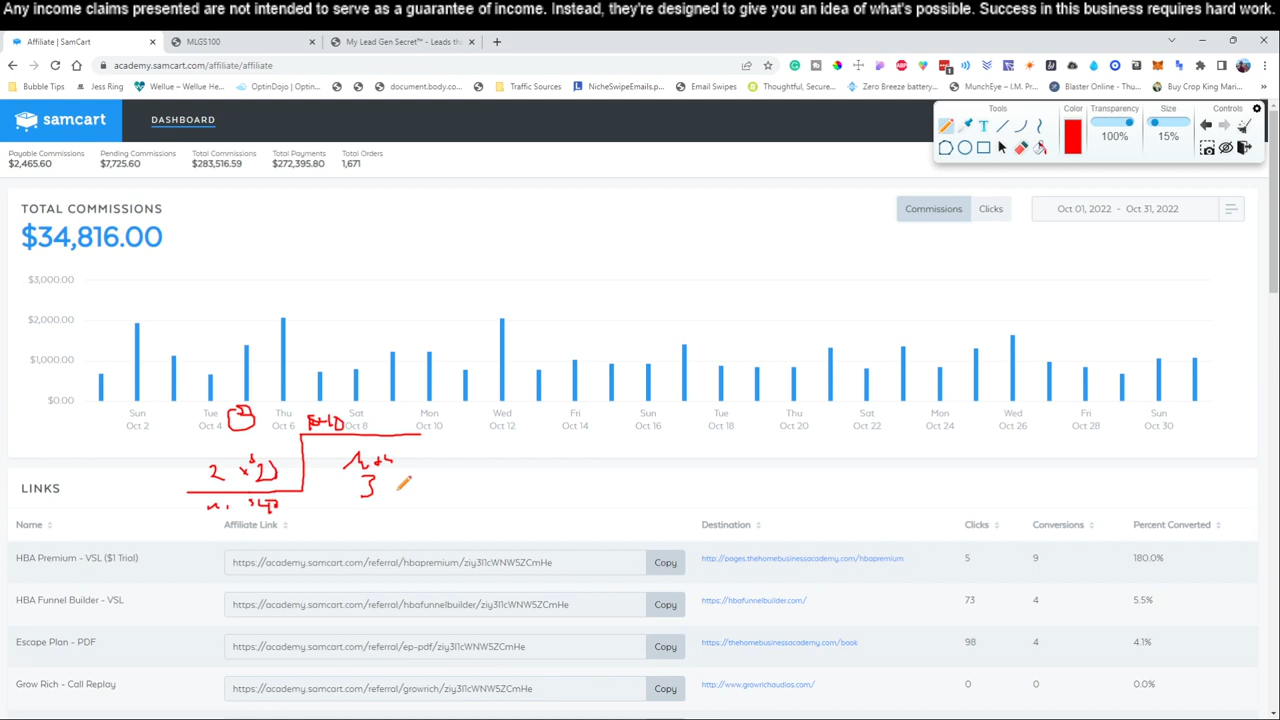 Any income claims presented are not intended to serve as a guarantee of income. Instead, they're designed to give you an idea of what's possible. Success in this business requires hard work.
Affiliate | SamCart
MLGS100
My Lead Gen Secret™ - Leads th
academy.samcart.com/affiliate/affiliate
Bubble Tips
Jess Ring
Wellue – Wellue He...
OptinDojo | Optin D...
document.body.co...
Traffic Sources
NicheSwipeEmails.p...
Email Swipes
Thoughtful, Secure...
Zero Breeze battery...
MunchEye – I.M. Pr...
Blaster Online - Thu...
Buy Crop King Mari...
samcart
DASHBOARD
Tools
Color
Transparency
Size
Controls
100%
15%
Payable Commissions
Pending Commissions
Total Commissions
Total Payments
Total Orders
$2,465.60
$7,725.60
$283,516.59
$272,395.80
1,671
TOTAL COMMISSIONS
$34,816.00
Commissions
Clicks
Oct 01, 2022 - Oct 31, 2022
$3,000.00
$2,000.00
$1,000.00
$0.00
Sun
Tue
Thu
Sat
Mon
Wed
Fri
Sun
Tue
Thu
Sat
Mon
Wed
Fri
Sun
Oct 2
Oct 4
Oct 6
Oct 8
Oct 10
Oct 12
Oct 14
Oct 16
Oct 18
Oct 20
Oct 22
Oct 24
Oct 26
Oct 28
Oct 30
2
3
LINKS
Name
Affiliate Link
Destination
Clicks
Conversions
Percent Converted
HBA Premium - VSL ($1 Trial)
https://academy.samcart.com/referral/hbapremium/ziy3I1cWNW5ZCmHe
Copy
http://pages.thehomebusinessacademy.com/hbapremium
5
9
180.0%
HBA Funnel Builder - VSL
https://academy.samcart.com/referral/hbafunnelbuilder/ziy3I1cWNW5ZCmHe
Copy
https://hbafunnelbuilder.com/
73
4
5.5%
Escape Plan - PDF
https://academy.samcart.com/referral/ep-pdf/ziy3I1cWNW5ZCmHe
Copy
https://thehomebusinessacademy.com/book
98
4
4.1%
Grow Rich - Call Replay
https://academy.samcart.com/referral/growrich/ziy3I1cWNW5ZCmHe
Copy
http://www.growrichaudios.com/
0
0
0.0%